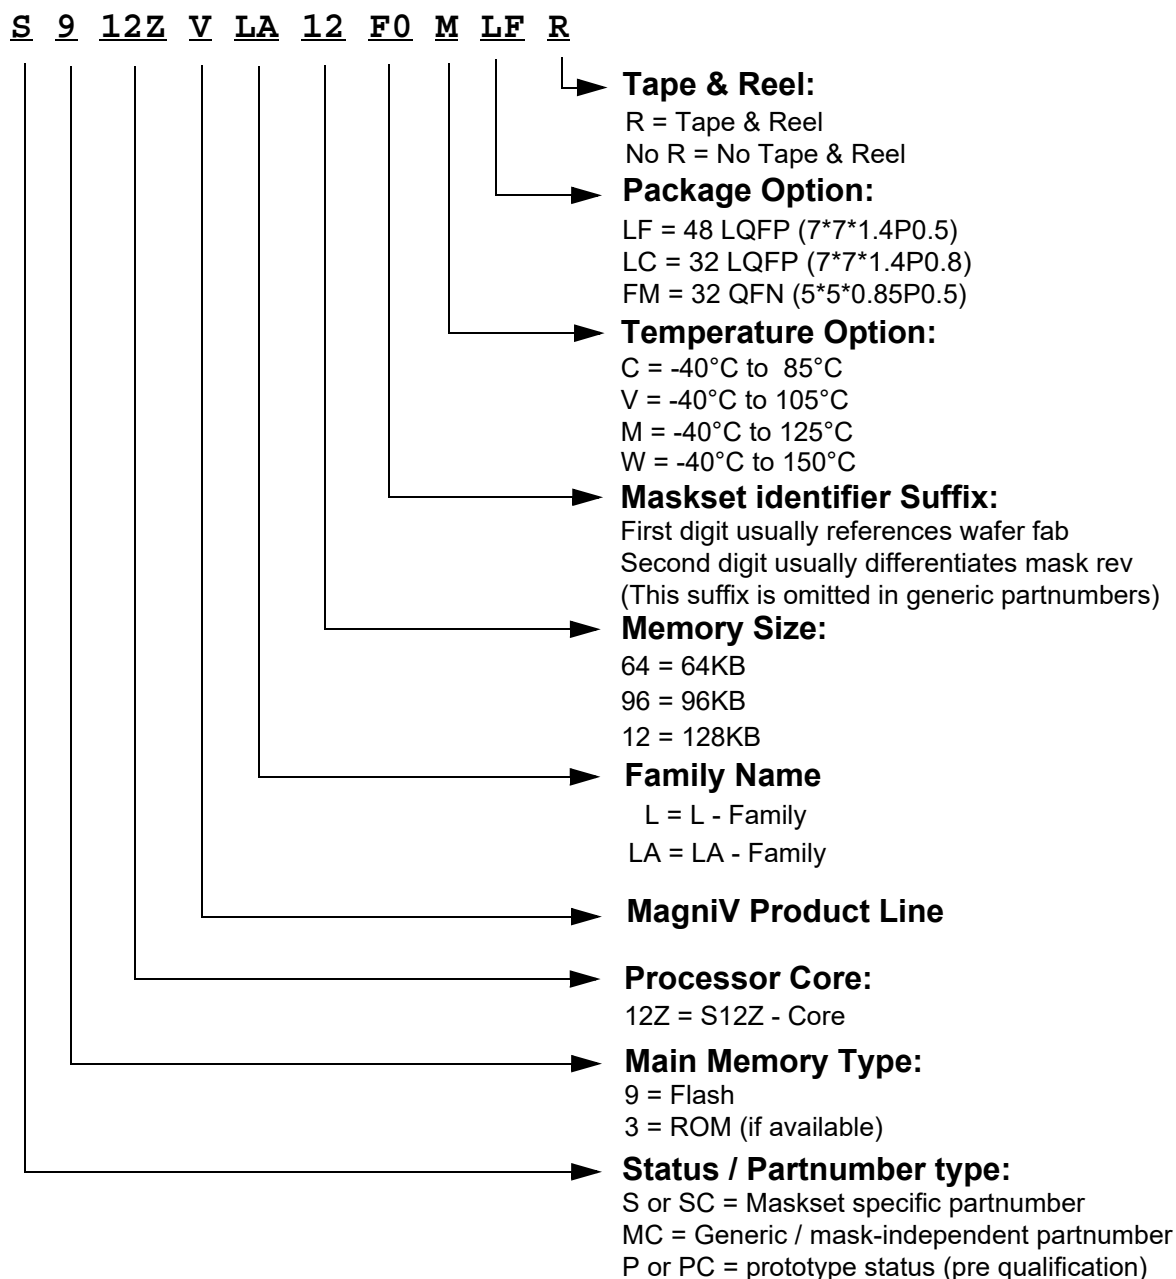 S 9 12Z V LA 12 F0 M LF R
Tape & Reel:
R = Tape & Reel
No R = No Tape & Reel
Package Option:
LF = 48 LQFP (7*7*1.4P0.5)
LC = 32 LQFP (7*7*1.4P0.8)
FM = 32 QFN (5*5*0.85P0.5)
Temperature Option:
C = -40°C to 85°C
V = -40°C to 105°C
M = -40°C to 125°C
W = -40°C to 150°C
Maskset identifier Suffix:
First digit usually references wafer fab
Second digit usually differentiates mask rev
(This suffix is omitted in generic partnumbers)
Memory Size:
64 = 64KB
96 = 96KB
12 = 128KB
Family Name
L = L - Family
LA = LA - Family
MagniV Product Line
Processor Core:
12Z = S12Z - Core
Main Memory Type:
9 = Flash
3 = ROM (if available)
Status / Partnumber type:
S or SC = Maskset specific partnumber
MC = Generic / mask-independent partnumber
P or PC = prototype status (pre qualification)